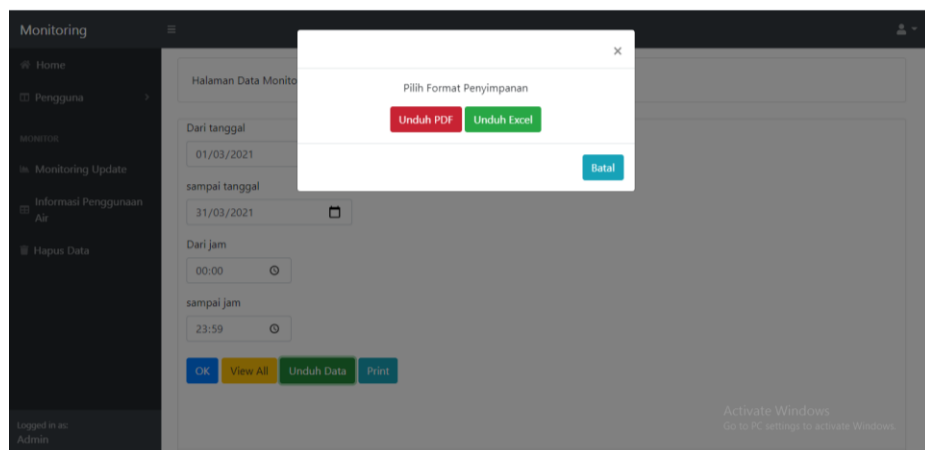 Monitoring
Home
Pengguna
MONITOR
Monitoring Update
Informasi Penggunaan
Air
Hapus Data
Logged in as:
Admin
Halaman Data Monito
Dari tanggal
01/03/2021
sampai tanggal
31/03/2021
Dari jam
00:00
sampai jam
23:59
OK
View All
Unduh Data
Print
×
Pilih Format Penyimpanan
Unduh PDF
Unduh Excel
Batal
Activate Windows
Go to PC settings to activate Windows.